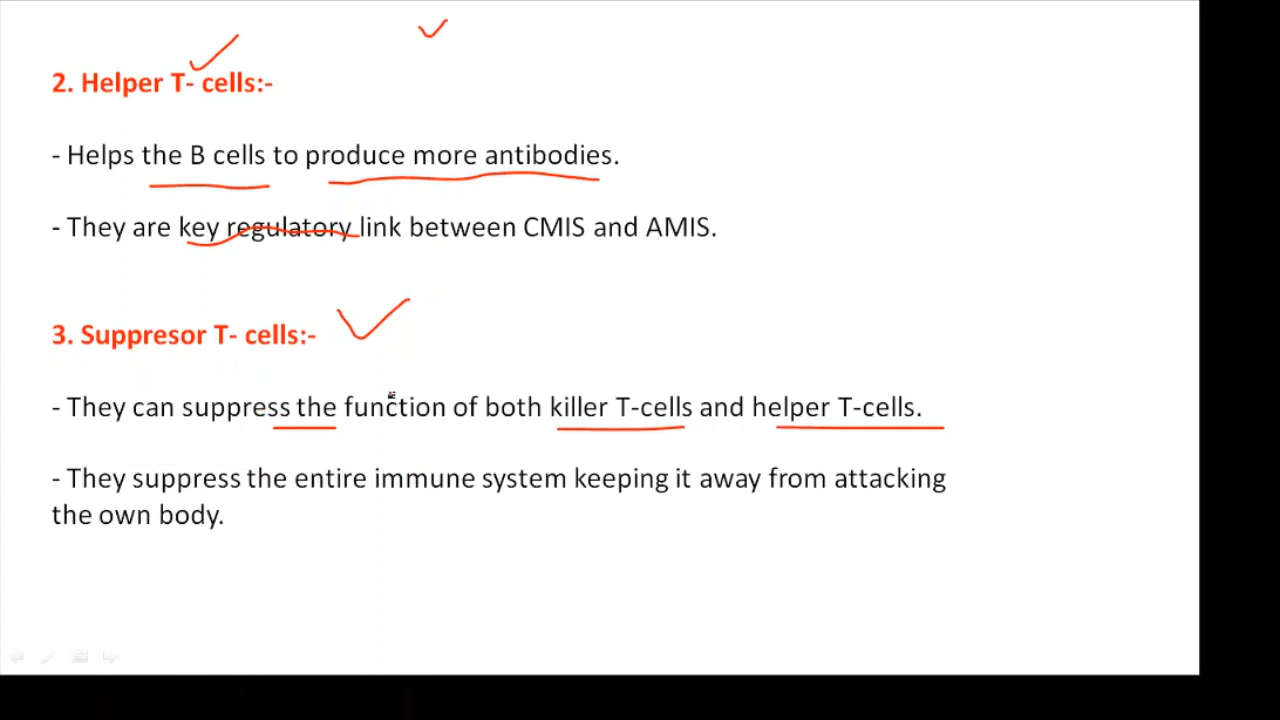 2. Helper T- cells:-
- Helps the B cells to produce more antibodies.
- They are key regulatory link between CMIS and AMIS.
3. Suppresor T- cells:-
- They can suppress the function of both killer T-cells and helper T-cells.
- They suppress the entire immune system keeping it away from attacking
the own body.